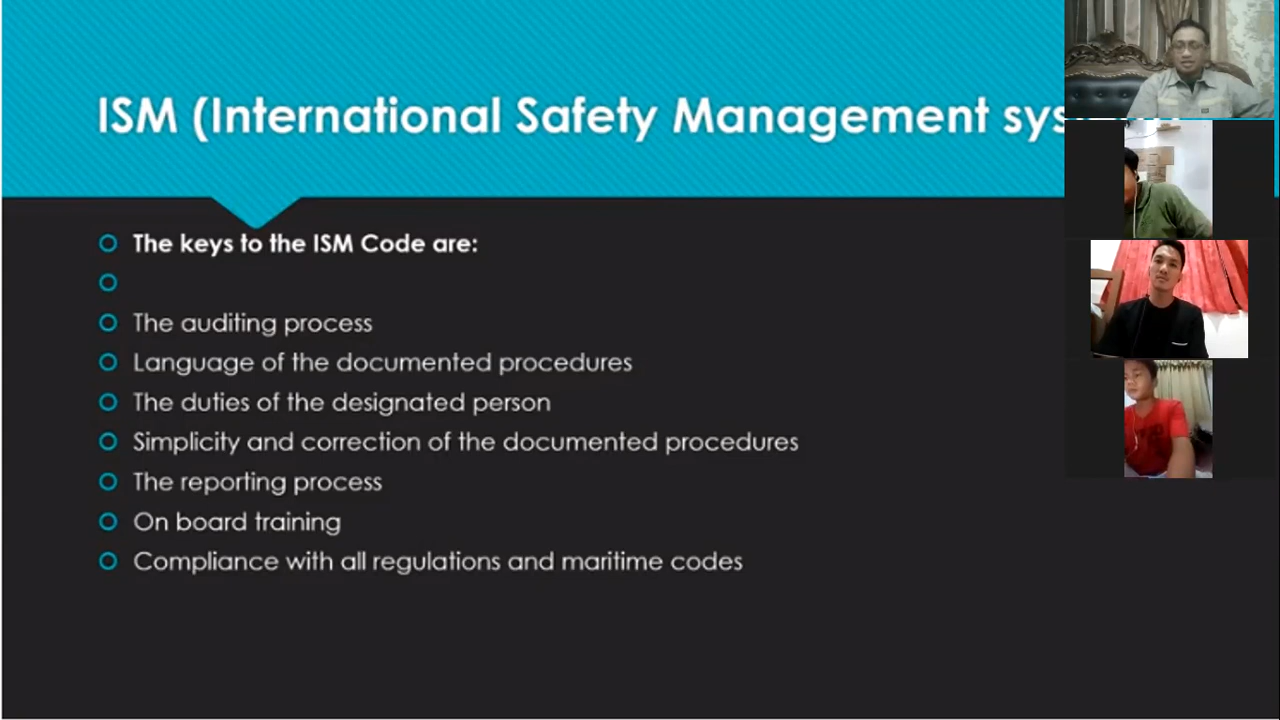 ISM (International Safety Management
The keys to the ISM Code are:
The auditing process
Language of the documented procedures
The duties of the designated person
Simplicity and correction of the documented procedures
The reporting process
On board training
Compliance with all regulations and maritime codes